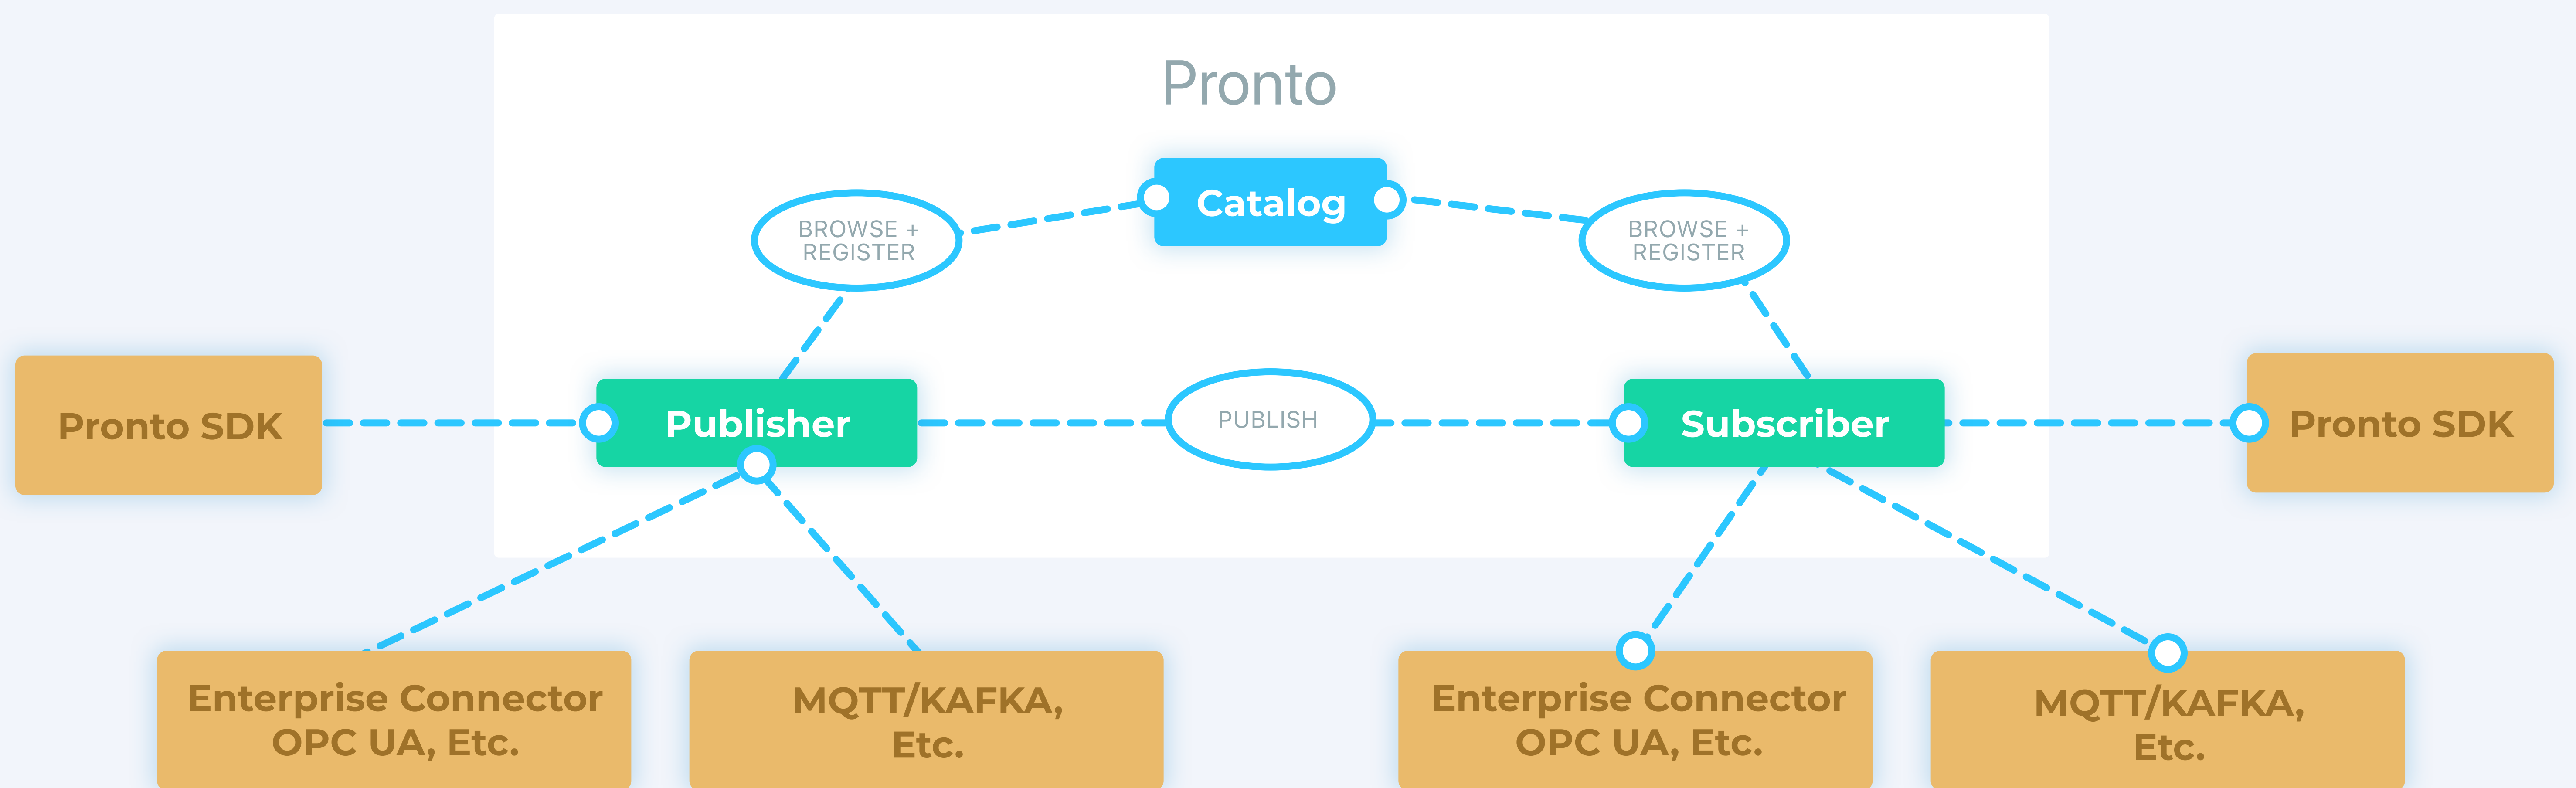 Pronto
Catalog
BROWSE +
REGISTER
BROWSE +
REGISTER
Pronto SDK
Publisher
PUBLISH
Subscriber
Pronto SDK
Enterprise Connector
OPC UA, Etc.
MQTT/KAFKA,
Etc.
Enterprise Connector
OPC UA, Etc.
MQTT/KAFKA,
Etc.